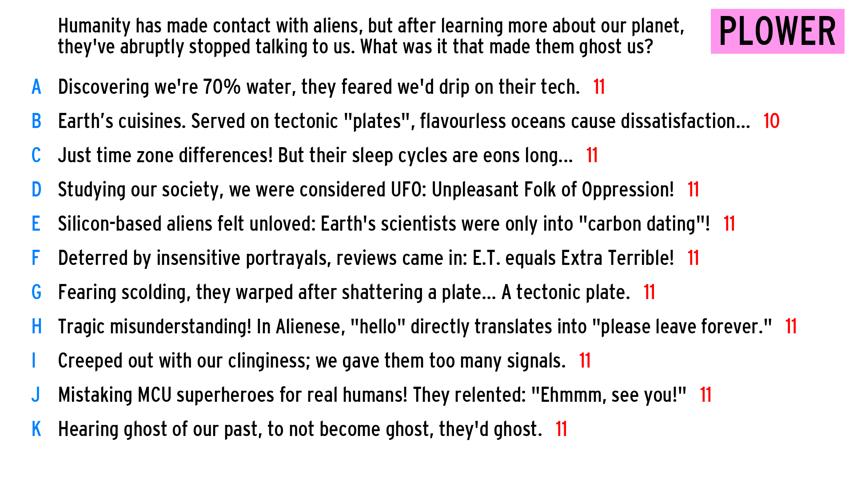 Humanity has made contact with aliens, but after learning more about our planet,
they've abruptly stopped talking to us. What was it that made them ghost us?
PLOWER
A Discovering we're 70% water, they feared we'd drip on their tech. 11
B Earth's cuisines. Served on tectonic "plates", flavourless oceans cause dissatisfaction... 10
C Just time zone differences! But their sleep cycles are eons long... 11
D Studying our society, we were considered UFO: Unpleasant Folk of Oppression! 11
E Silicon-based aliens felt unloved: Earth's scientists were only into "carbon dating"! 11
F Deterred by insensitive portrayals, reviews came in: E.T. equals Extra Terrible! 11
G Fearing scolding, they warped after shattering a plate... A tectonic plate. 11
H Tragic misunderstanding! In Alienese, "hello" directly translates into "please leave forever." 11
I Creeped out with our clinginess; we gave them too many signals. 11
J Mistaking MCU superheroes for real humans! They relented: "Ehmmm, see you!" 11
K Hearing ghost of our past, to not become ghost, they'd ghost. 11